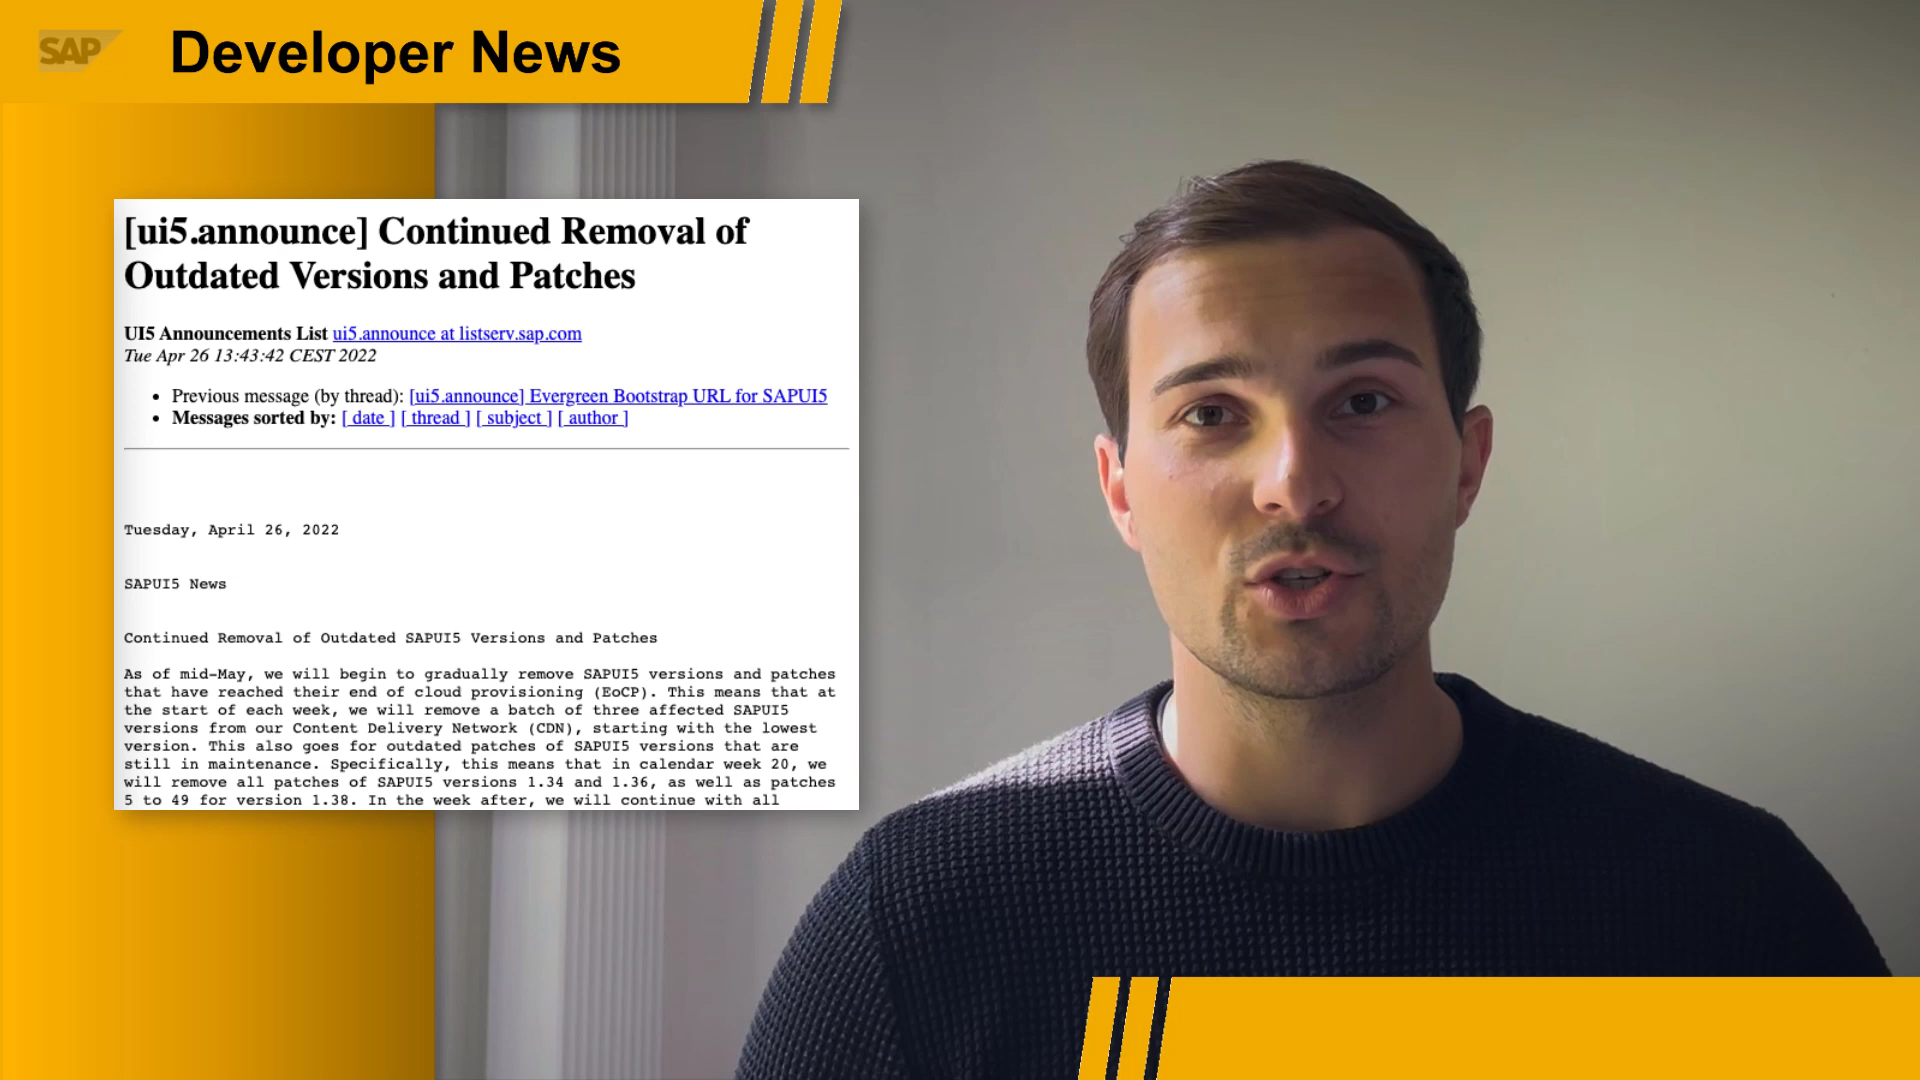 SAP
Developer News
[ui5.announce] Continued Removal of
Outdated Versions and Patches
UI5 Announcements List ui5.announce at listserv.sap.com
Tue Apr 26 13:43:42 CEST 2022
• Previous message (by thread): [ui5.announce] Evergreen Bootstrap URL for SAPUI5
• Messages sorted by: [ date ] [ thread ] [ subject ] [ author ]
Tuesday, April 26, 2022
SAPUI5 News
Continued Removal of Outdated SAPUI5 Versions and Patches
As of mid-May, we will begin to gradually remove SAPUI5 versions and patches
that have reached their end of cloud provisioning (EoCP). This means that at
the start of each week, we will remove a batch of three affected SAPUI5
versions from our Content Delivery Network (CDN), starting with the lowest
version. This also goes for outdated patches of SAPUI5 versions that are
still in maintenance. Specifically, this means that in calendar week 20, we
will remove all patches of SAPUI5 versions 1.34 and 1.36, as well as patches
5 to 49 for version 1.38. In the week after, we will continue with all